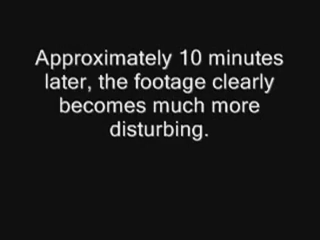 Approximately 10 minutes
later, the footage clearly
becomes much more
disturbing.